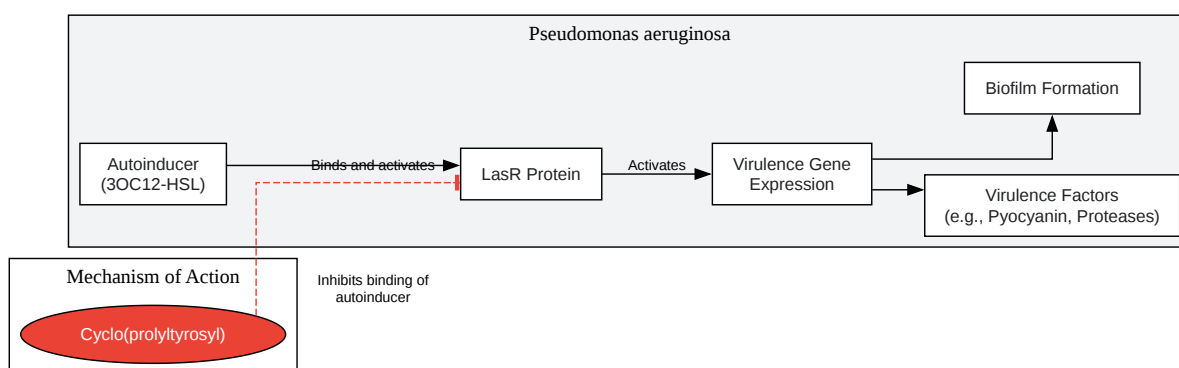 Pseudomonas aeruginosa
Biofilm Formation
Autoinducer
(3OC12-HSL)
Binds and activates
LasR Protein
Activates
Virulence Gene
Expression
Virulence Factors
(e.g., Pyocyanin, Proteases)
Mechanism of Action
Inhibits binding of
autoinducer
Cyclo(prolyltyrosyl)